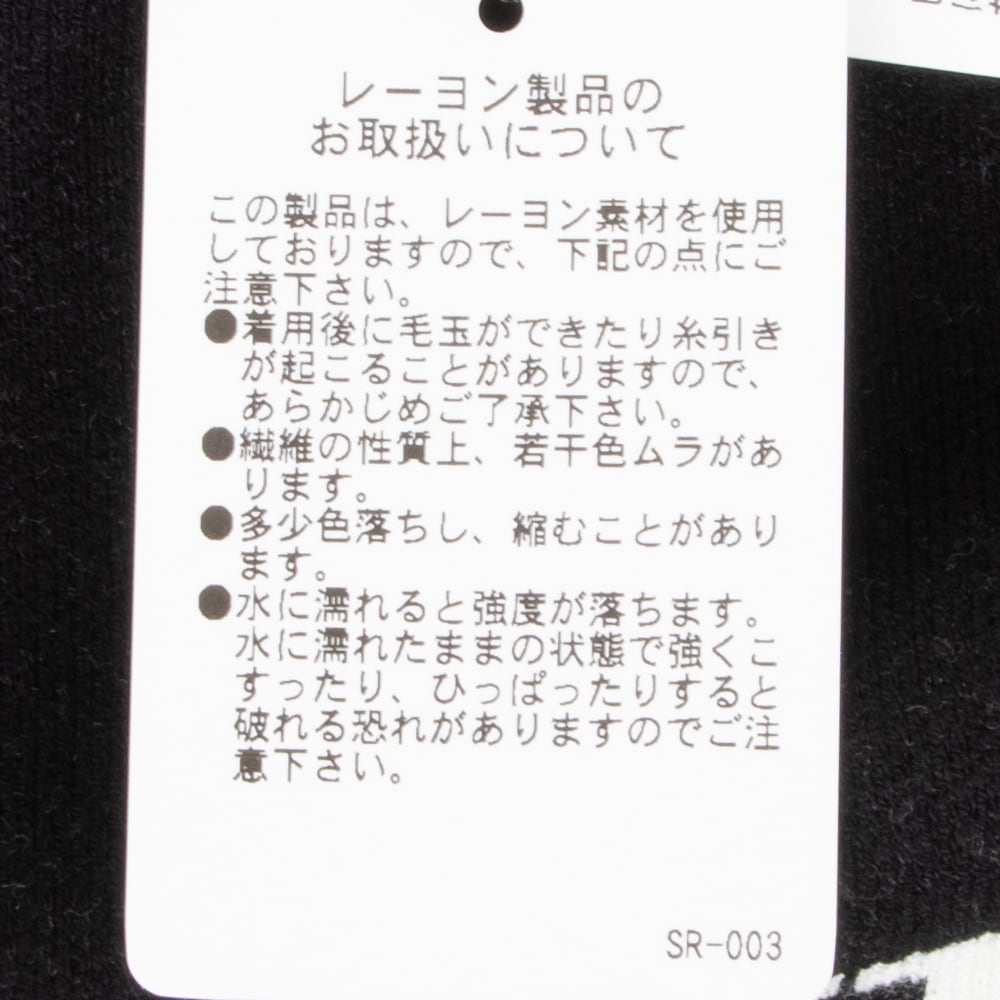 レーヨン製品の
お取扱いについて
この製品は、レーヨン素材を使用
しておりますので、下記の点にご
注意下さい。
●着用後に毛玉ができたり糸引き
が起こることがありますので、
あらかじめご了承下さい。
●繊維の性質上、若干色ムラがあ
ります。
●多少色落ちし、縮むことがあり
ます。
●水に濡れると強度が落ちます。
水に濡れたままの状態で強くこ
すったり、ひっぱったりすると
破れる恐れがありますのでご注
意下さい。
SR-003